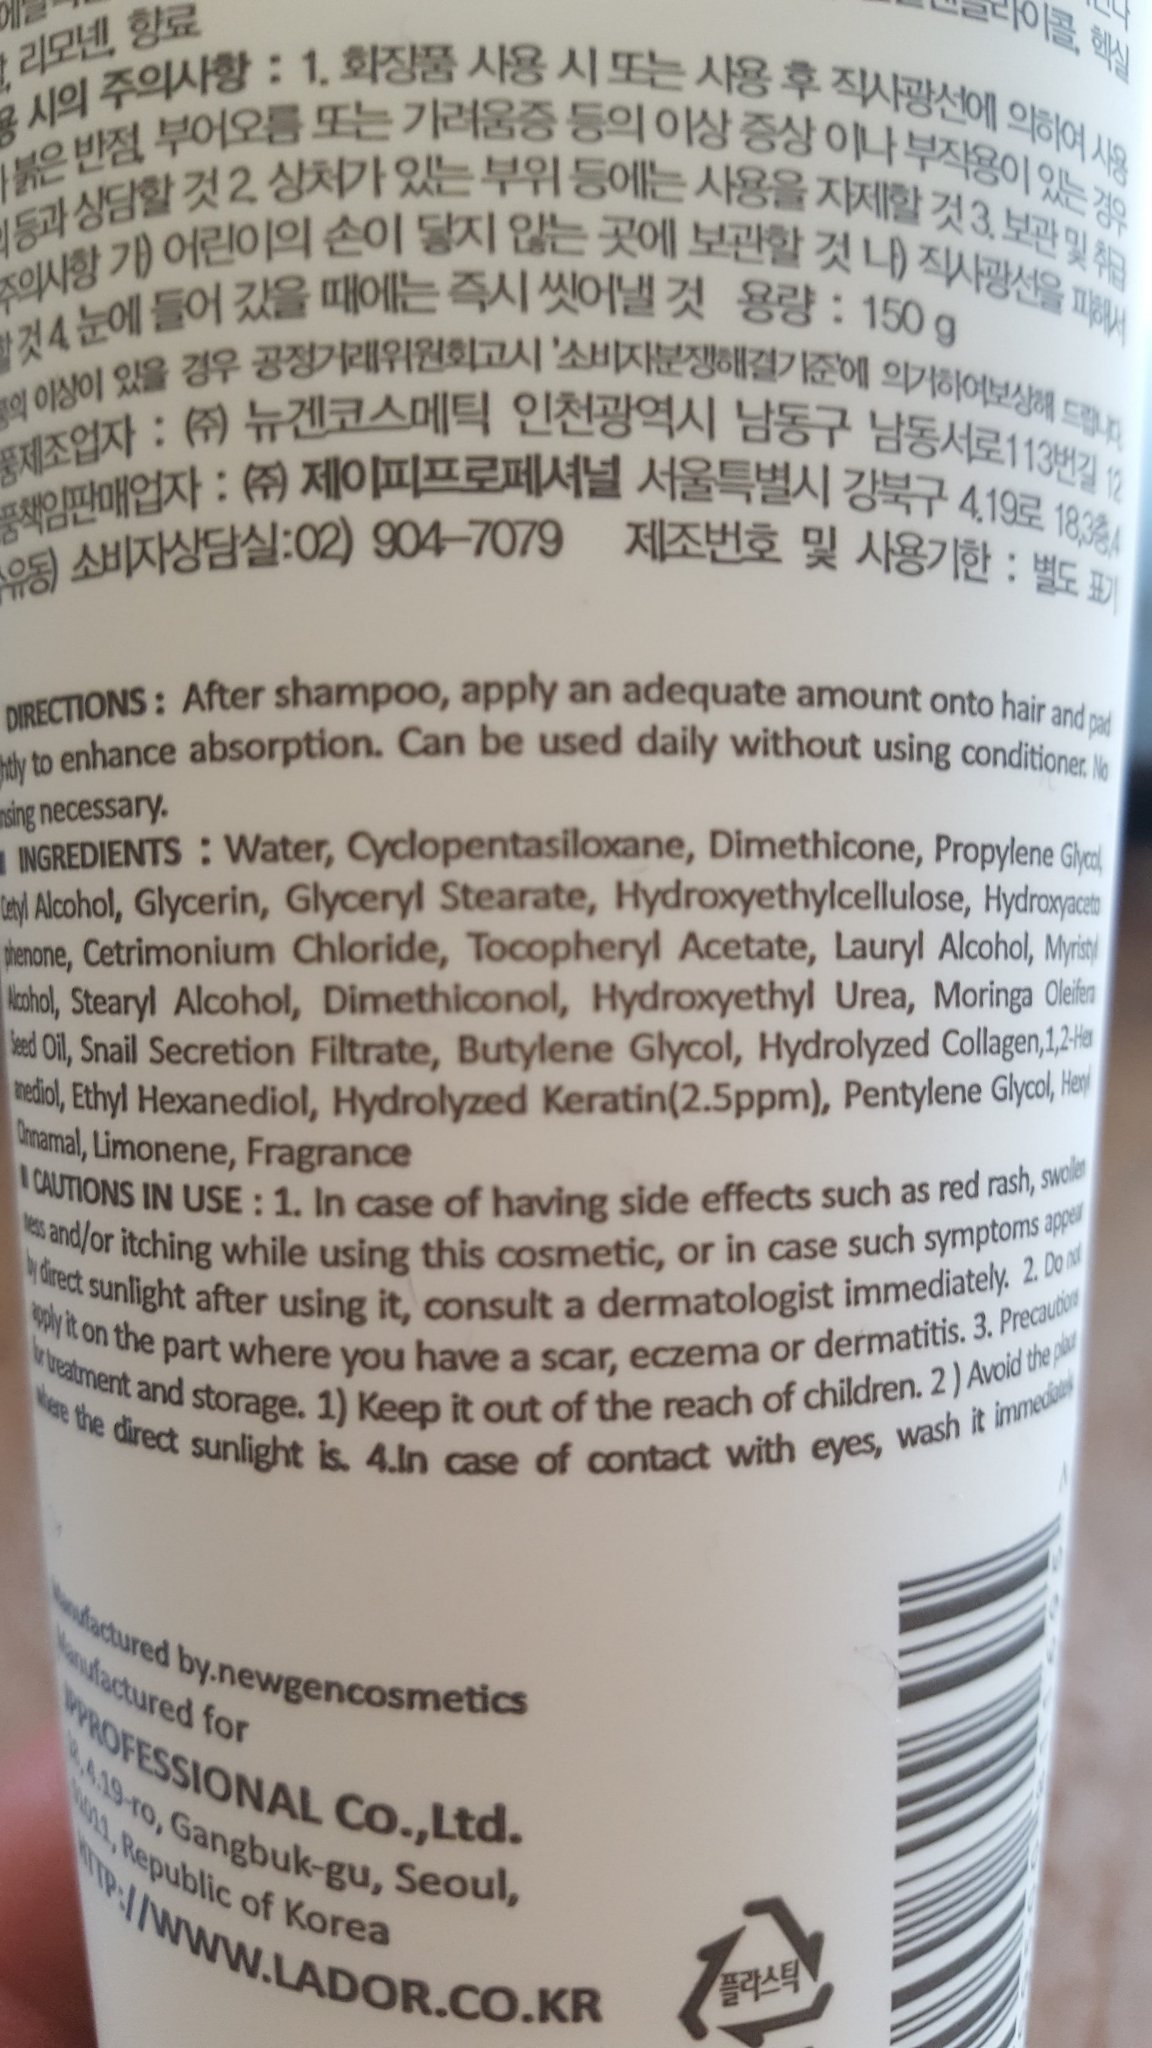 리모넨, 향료
시의 주의사항 : 1. 화장품 사용 시 또는 사용 후 직사광선에 의하여 사용
붉은 반점, 부어오름 또는 가려움증 등의 이상 증상 이나 부작용이 있는 경우
등과 상담할 것 2. 상처가 있는 부위 등에는 사용을 자제할 것 3. 보관 및 취급
주의사항 가) 어린이의 손이 닿지 않는 곳에 보관할 것 나) 직사광선을 피해서
할 것 4. 눈에 들어 갔을 때에는 즉시 씻어낼 것 용량 : 150 g
이상이 있을 경우 공정거래위원회고시 '소비자분쟁해결기준'에 의거하여보상해 드립니다.
품제조업자 : ㈜ 뉴겐코스메틱 인천광역시 남동구 남동서로113번길 12
품책임판매업자 : ㈜ 제이피프로페셔널 서울특별시 강북구 4.19로 18,3층,4
유동) 소비자상담실:02) 904-7079 제조번호 및 사용기한 : 별도 표기
DIRECTIONS : After shampoo, apply an adequate amount onto hair and pad
htly to enhance absorption. Can be used daily without using conditioner. No
nsing necessary.
INGREDIENTS : Water, Cyclopentasiloxane, Dimethicone, Propylene Glycol,
Cetyl Alcohol, Glycerin, Glyceryl Stearate, Hydroxyethylcellulose, Hydroxyaceto
phenone, Cetrimonium Chloride, Tocopheryl Acetate, Lauryl Alcohol, Myristyl
Alcohol, Stearyl Alcohol, Dimethiconol, Hydroxyethyl Urea, Moringa Oleifera
Seed Oil, Snail Secretion Filtrate, Butylene Glycol, Hydrolyzed Collagen,1,2-Hex
anediol, Ethyl Hexanediol, Hydrolyzed Keratin(2.5ppm), Pentylene Glycol, Hexyl
Cinnamal, Limonene, Fragrance
CAUTIONS IN USE : 1. In case of having side effects such as red rash, swollen
ness and/or itching while using this cosmetic, or in case such symptoms appear
by direct sunlight after using it, consult a dermatologist immediately. 2. Do not
apply it on the part where you have a scar, eczema or dermatitis. 3. Precautions
for treatment and storage. 1) Keep it out of the reach of children. 2 ) Avoid the place
where the direct sunlight is. 4.In case of contact with eyes, wash it immediately
Manufactured by.newgencosmetics
Manufactured for
JPPROFESSIONAL Co.,Ltd.
18,4.19-ro, Gangbuk-gu, Seoul,
Republic of Korea
HTTP://WWW.LADOR.CO.KR
플라스틱